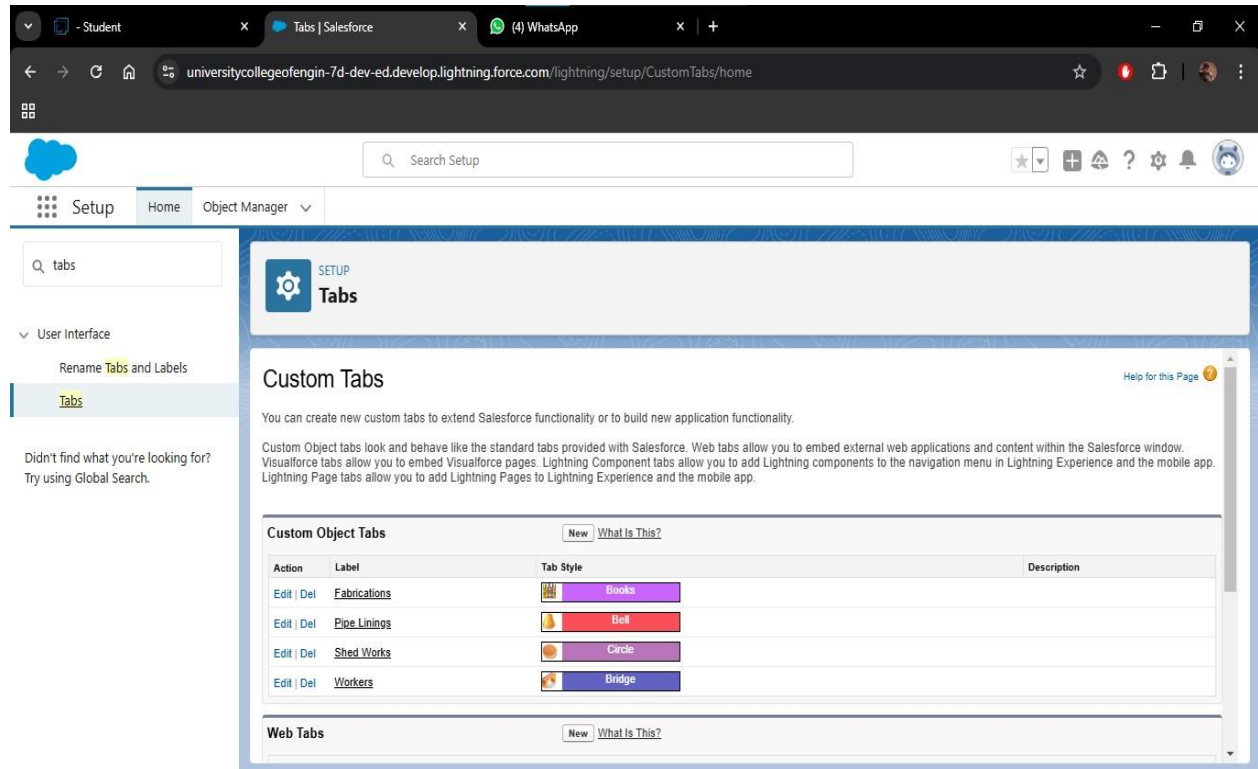 - Student
Tabs | Salesforce
(4) WhatsApp
universitycollegeofengin-7d-dev-ed.develop.lightning.force.com/lightning/setup/CustomTabs/home
Search Setup
Setup Home Object Manager
tabs
User Interface
Rename Tabs and Labels
Tabs
Didn't find what you're looking for?
Try using Global Search.
SETUP
Tabs
Custom Tabs
Help for this Page
You can create new custom tabs to extend Salesforce functionality or to build new application functionality.
Custom Object tabs look and behave like the standard tabs provided with Salesforce. Web tabs allow you to embed external web applications and content within the Salesforce window.
Visualforce tabs allow you to embed Visualforce pages. Lightning Component tabs allow you to add Lightning components to the navigation menu in Lightning Experience and the mobile app.
Lightning Page tabs allow you to add Lightning Pages to Lightning Experience and the mobile app.
Custom Object Tabs New What Is This?
Action Label Tab Style Description
Edit | Del Fabrications Books
Edit | Del Pipe Linings Bell
Edit | Del Shed Works Circle
Edit | Del Workers Bridge
Web Tabs New What Is This?